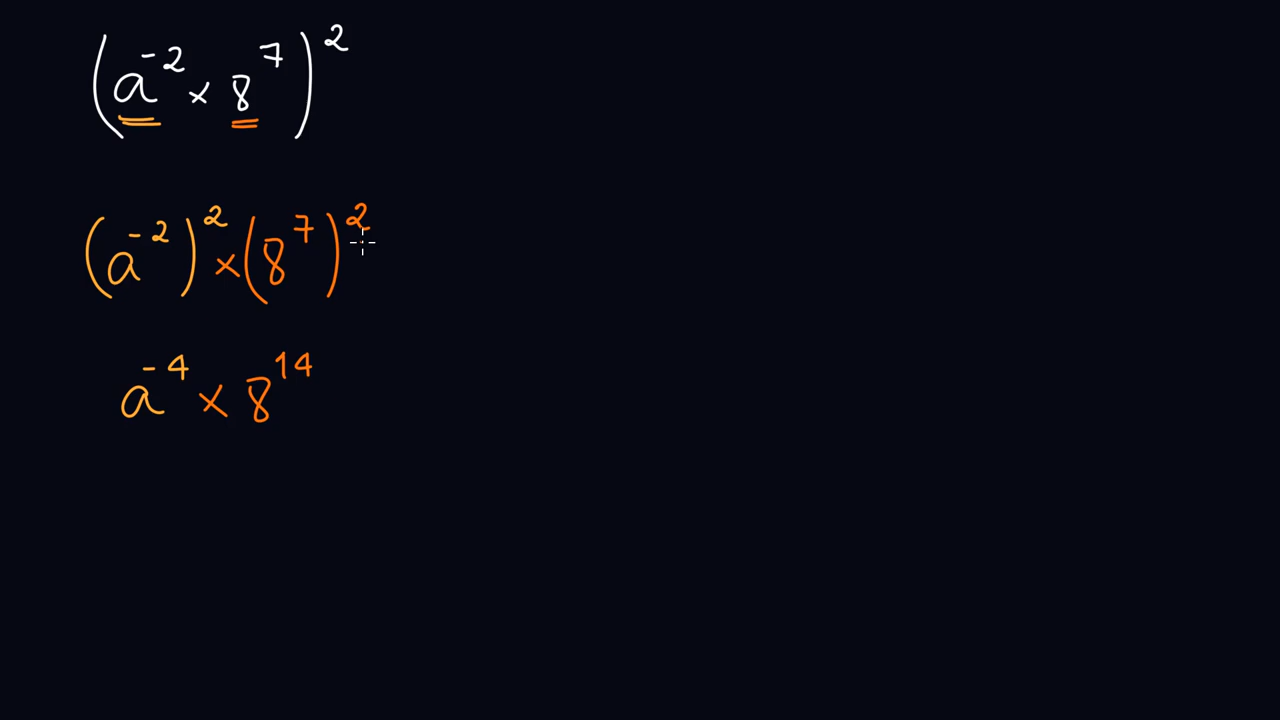 (a⁻² × 8⁷)²
(a⁻²)² × (8⁷)²
a⁻⁴ × 8¹⁴